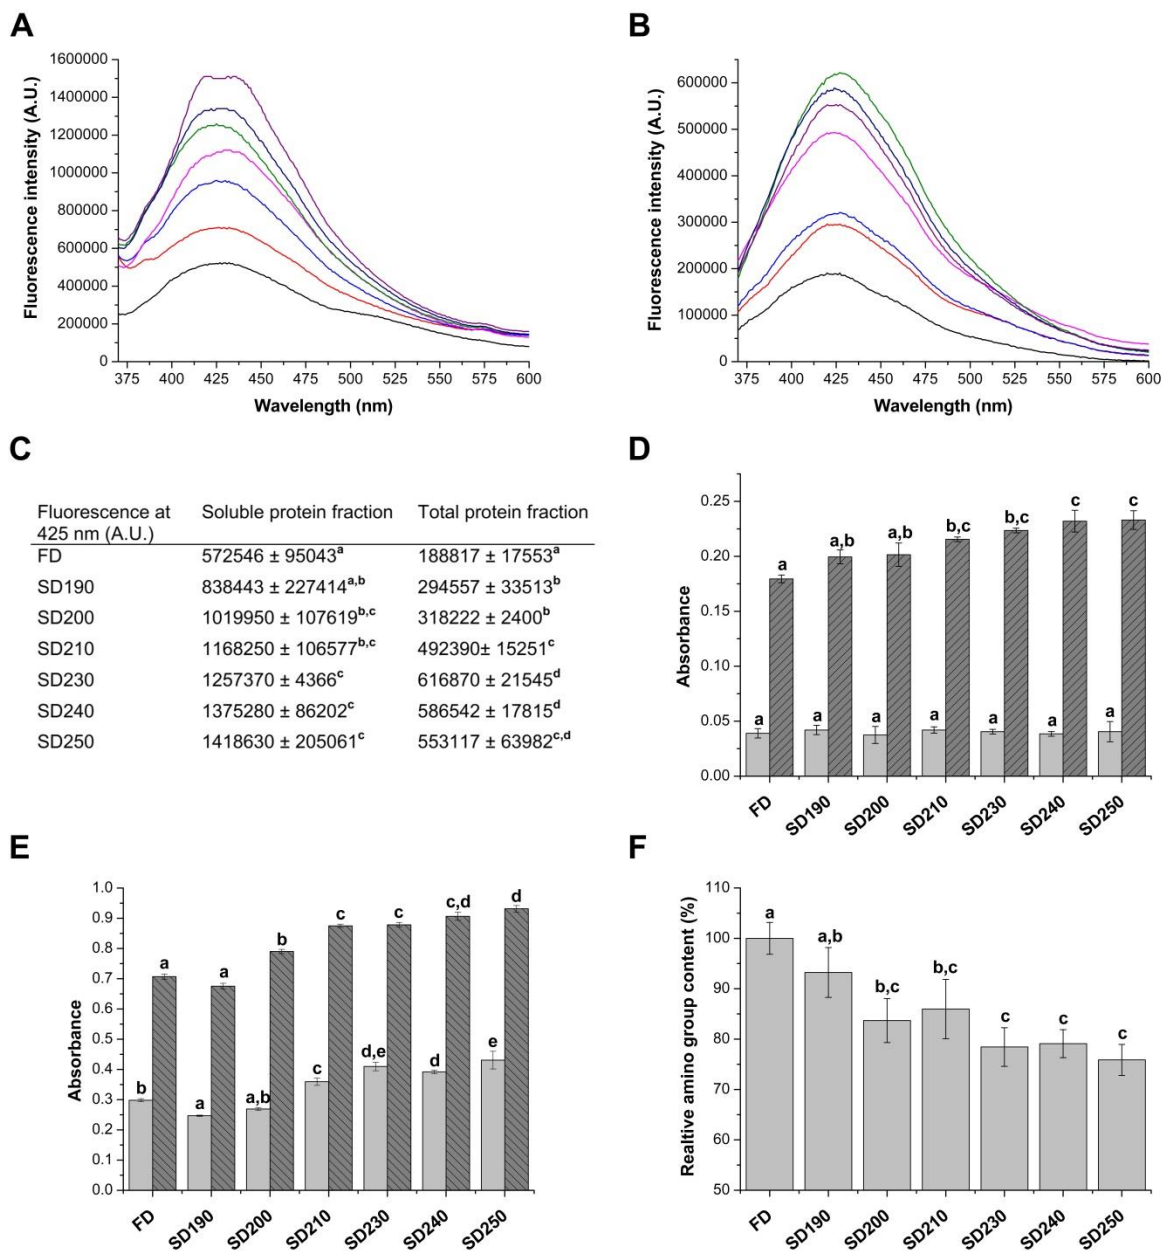 A
Fluorescence intensity (A.U.)
1600000
1400000
1200000
1000000
800000
600000
400000
200000
0
375 400 425 450 475 500 525 550 575 600
Wavelength (nm)
B
Fluorescence intensity (A.U.)
600000
500000
400000
300000
200000
100000
0
375 400 425 450 475 500 525 550 575 600
Wavelength (nm)
C
Fluorescence at 425 nm (A.U.) Soluble protein fraction Total protein fraction
FD 572546 ± 95043a 188817 ± 17553a
SD190 838443 ± 227414a,b 294557 ± 33513b
SD200 1019950 ± 107619b,c 318222 ± 2400b
SD210 1168250 ± 106577b,c 492390± 15251c
SD230 1257370 ± 4366c 616870 ± 21545d
SD240 1375280 ± 86202c 586542 ± 17815d
SD250 1418630 ± 205061c 553117 ± 63982c,d
D
Absorbance
0.25
0.20
0.15
0.10
0.05
0.00
a a,b a,b b,c b,c c c
a a a a a a a
FD SD190 SD200 SD210 SD230 SD240 SD250
E
Absorbance
1.0
0.9
0.8
0.7
0.6
0.5
0.4
0.3
0.2
0.1
0.0
a a b c c c,d d
b a a,b c d,e d e
FD SD190 SD200 SD210 SD230 SD240 SD250
F
Realtive amino group content (%)
110
100
90
80
70
60
50
a a,b b,c b,c c c c
FD SD190 SD200 SD210 SD230 SD240 SD250